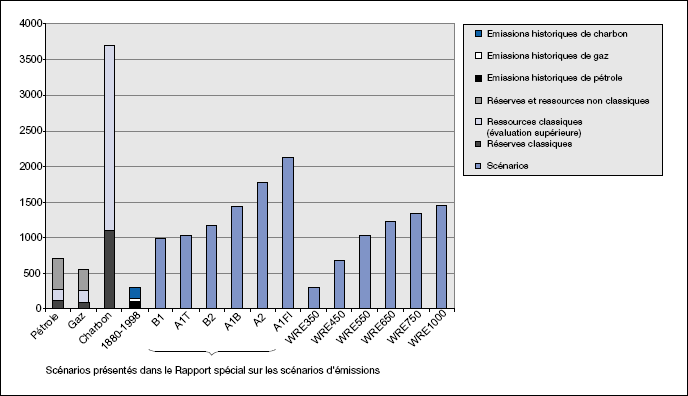 4000
3500
3000
2500
2000
1500
1000
500
0
Pétrole
Gaz
Charbon
1880-1998
B1
A1T
B2
A1B
A2
A1FI
WRE350
WRE450
WRE550
WRE650
WRE750
WRE1000
Scénarios présentés dans le Rapport spécial sur les scénarios d'émissions
Emissions historiques de charbon
Emissions historiques de gaz
Emissions historiques de pétrole
Réserves et ressources non classiques
Ressources classiques
(évaluation supérieure)
Réserves classiques
Scénarios